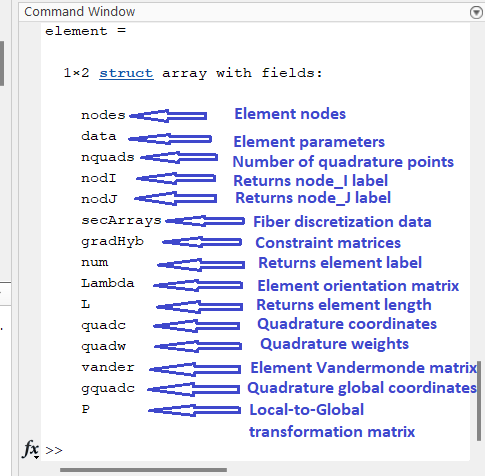 Command Window
element =
1×2 struct array with fields:
nodes Element nodes
data Element parameters
nquads Number of quadrature points
nodI Returns node_I label
nodJ Returns node_J label
secArrays Fiber discretization data
gradHyb Constraint matrices
num Returns element label
Lambda Element orientation matrix
L Returns element length
quadc Quadrature coordinates
quadw Quadrature weights
vander Element Vandermonde matrix
gquadc Quadrature global coordinates
P Local-to-Global
transformation matrix
fx >>